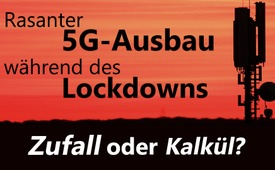 Rasanter
5G-Ausbau
während des
Lockdowns
Zufall oder Kalkül?